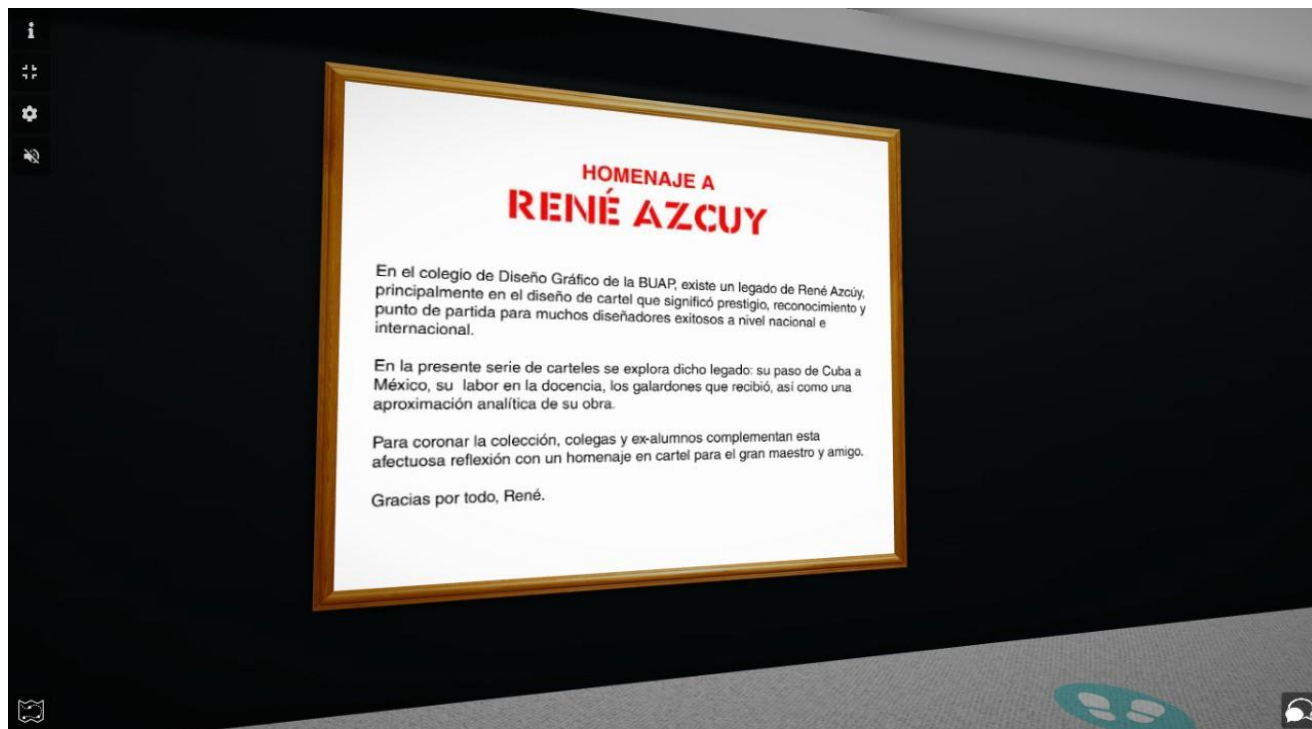 HOMENAJE A
RENÉ AZCUY
En el colegio de Diseño Gráfico de la BUAP, existe un legado de René Azcúy,
principalmente en el diseño de cartel que significó prestigio, reconocimiento y
punto de partida para muchos diseñadores exitosos a nivel nacional e
internacional.
En la presente serie de carteles se explora dicho legado: su paso de Cuba a
México, su labor en la docencia, los galardones que recibió, así como una
aproximación analítica de su obra.
Para coronar la colección, colegas y ex-alumnos complementan esta
afectuosa reflexión con un homenaje en cartel para el gran maestro y amigo.
Gracias por todo, René.